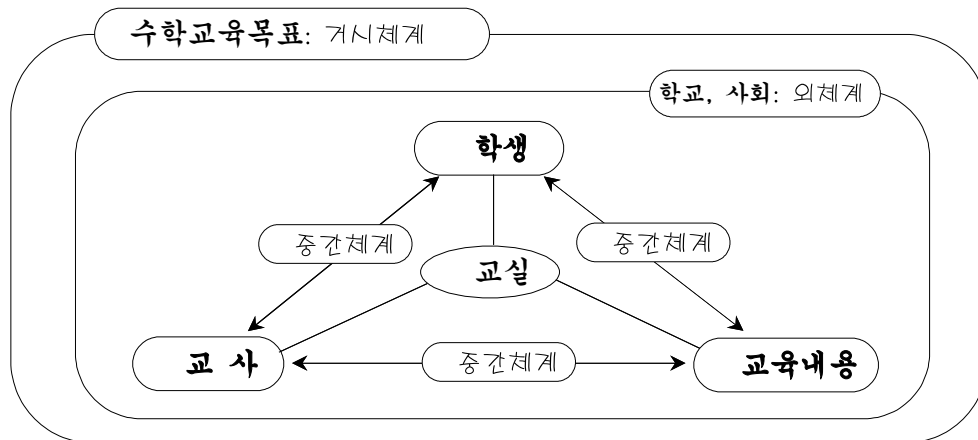 수학교육목표: 거시체계
학교, 사회: 외체계
학생
중간체계
중간체계
교실
교 사
중간체계
교육내용